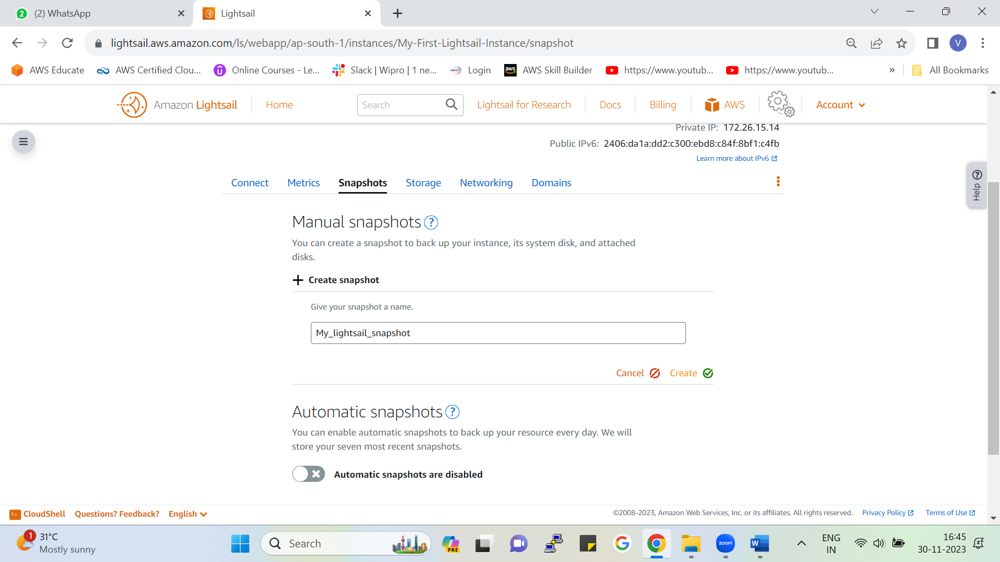 (2) WhatsApp
Lightsail
lightsail.aws.amazon.com/ls/webapp/ap-south-1/instances/My-First-Lightsail-Instance/snapshot
V
AWS Educate
AWS Certified Clou...
Online Courses - Le...
Slack | Wipro | 1 ne...
Login
AWS Skill Builder
https://www.youtub...
https://www.youtub...
»
All Bookmarks
Amazon Lightsail
Home
Search
Lightsail for Research
Docs
Billing
AWS
Account
Private IP: 172.26.15.14
Public IPv6: 2406:da1a:dd2:c300:ebd8:c84f:8bf1:c4fb
Learn more about IPv6
Help
Connect
Metrics
Snapshots
Storage
Networking
Domains
Manual snapshots ?
You can create a snapshot to back up your instance, its system disk, and attached
disks.
+ Create snapshot
Give your snapshot a name.
My_lightsail_snapshot
Cancel
Create
Automatic snapshots ?
You can enable automatic snapshots to back up your resource every day. We will
store your seven most recent snapshots.
Automatic snapshots are disabled
CloudShell
Questions? Feedback?
English
©2008-2023, Amazon Web Services, Inc. or its affiliates. All rights reserved.
Privacy Policy
Terms of Use
1
31°C
Mostly sunny
Search
PRE
zoom
W
ENG
IN
16:45
30-11-2023